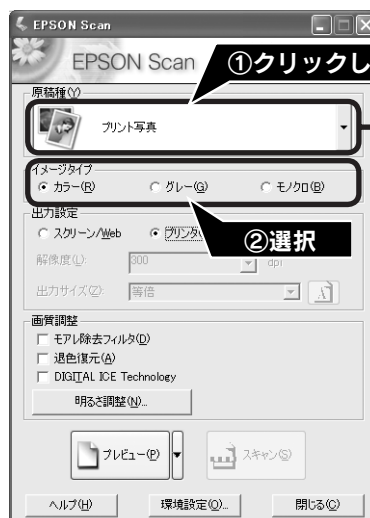 EPSON Scan
EPSON Scan
①クリックし
原稿種(Y)
プリント写真
イメージタイプ
カラー(R) グレー(G) モノクロ(B)
出力設定
スクリーン/Web プリンタ(
②選択
解像度(L): 300 dpi
出力サイズ(Z): 等倍
画質調整
モアレ除去フィルタ(D)
退色復元(A)
DIGITAL ICE Technology
明るさ調整(N)...
プレビュー(P) スキャン(S)
ヘルプ(H) 環境設定(O)... 閉じる(C)